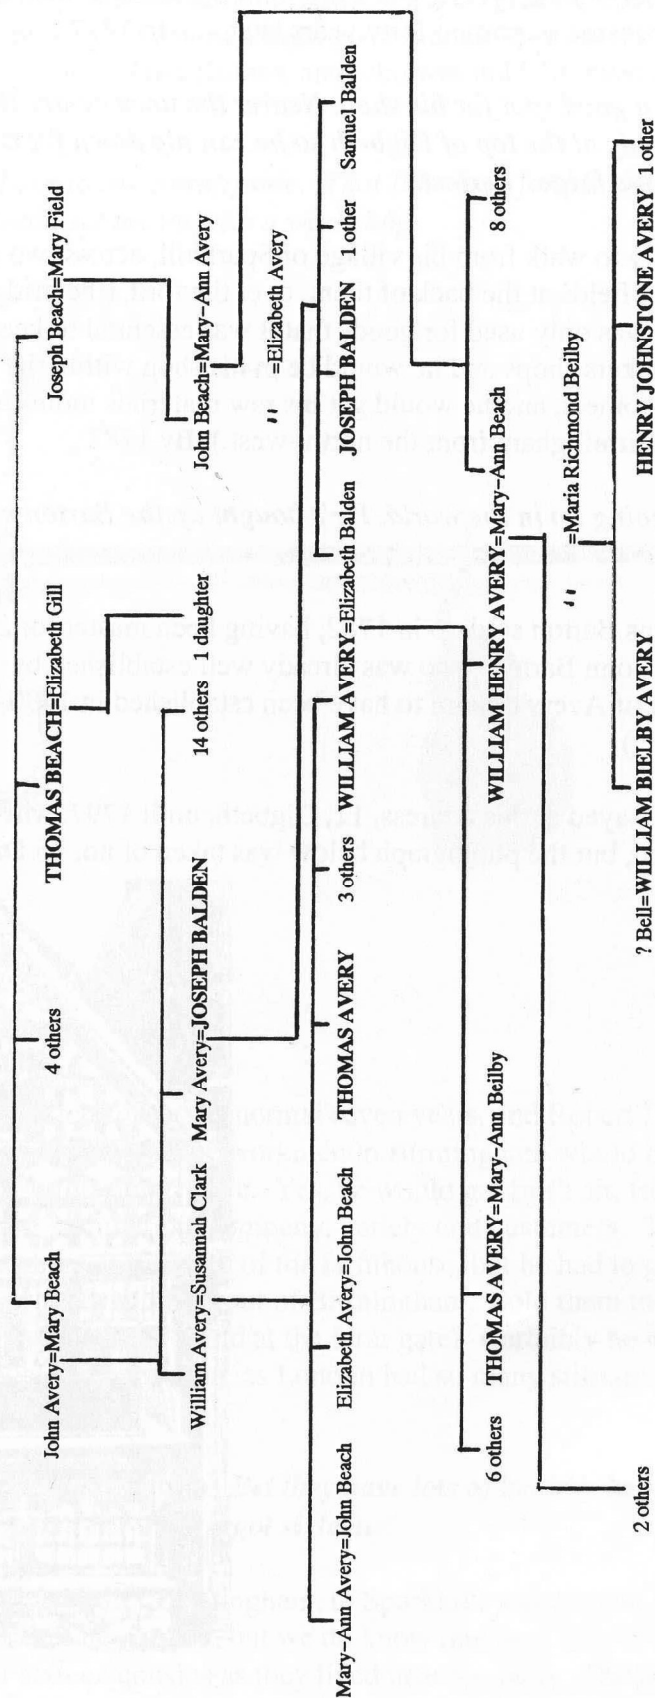 John Avery=Mary Beach 4 others THOMAS BEACH=Elizabeth Gill Joseph Beach=Mary Field
William Avery=Susannah Clark Mary Avery=JOSEPH BALDEN 14 others 1 daughter John Beach=Mary-Ann Avery
" =Elizabeth Avery
Mary-Ann Avery=John Beach Elizabeth Avery=John Beach THOMAS AVERY 3 others WILLIAM AVERY=Elizabeth Balden JOSEPH BALDEN 1 other Samuel Balden
6 others THOMAS AVERY=Mary-Ann Beilby WILLIAM HENRY AVERY=Mary-Ann Beach 8 others
" =Maria Richmond Beilby
2 others ? Bell=WILLIAM BIELBY AVERY HENRY JOHNSTONE AVERY 1 other